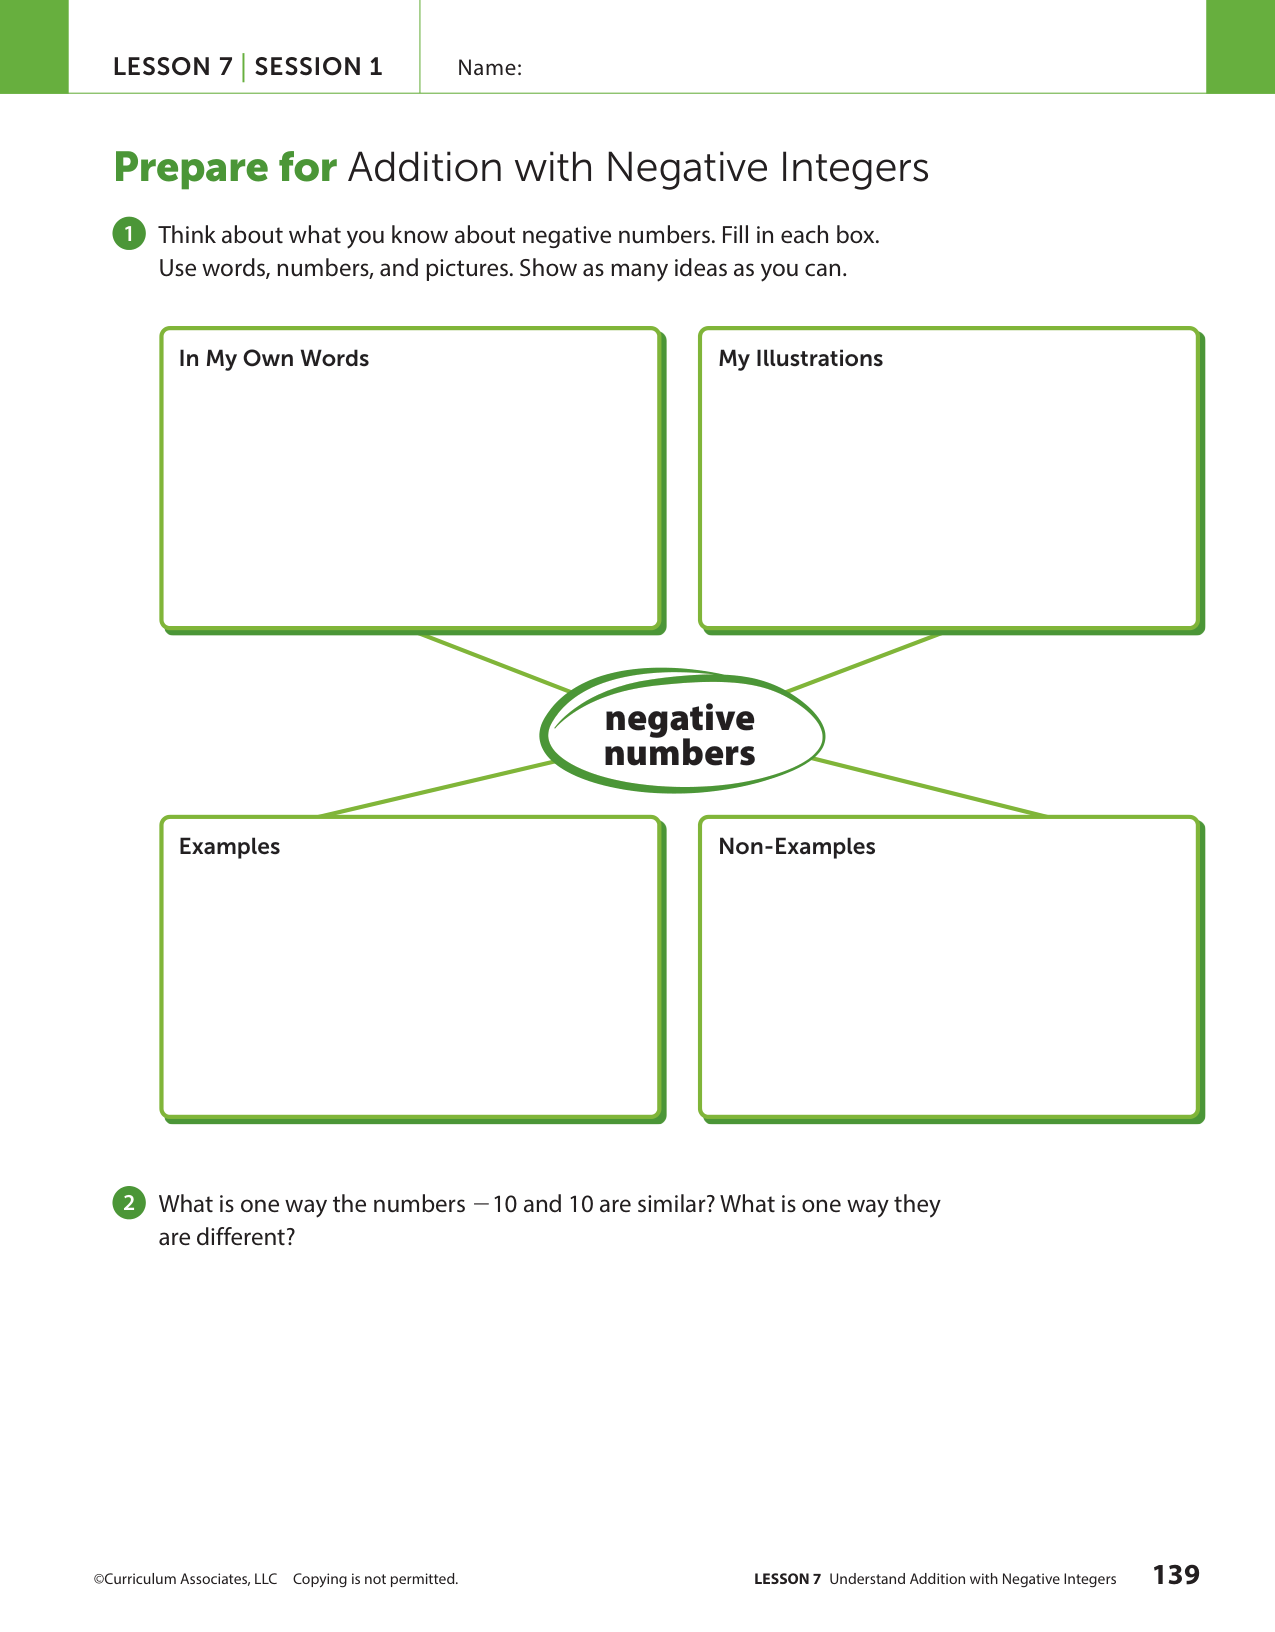 LESSON 7 | SESSION 1
Name:
Prepare for Addition with Negative Integers
1 Think about what you know about negative numbers. Fill in each box.
Use words, numbers, and pictures. Show as many ideas as you can.
In My Own Words
My Illustrations
negative
numbers
Examples
Non-Examples
2 What is one way the numbers −10 and 10 are similar? What is one way they
are different?
©Curriculum Associates, LLC Copying is not permitted.
LESSON 7 Understand Addition with Negative Integers 139